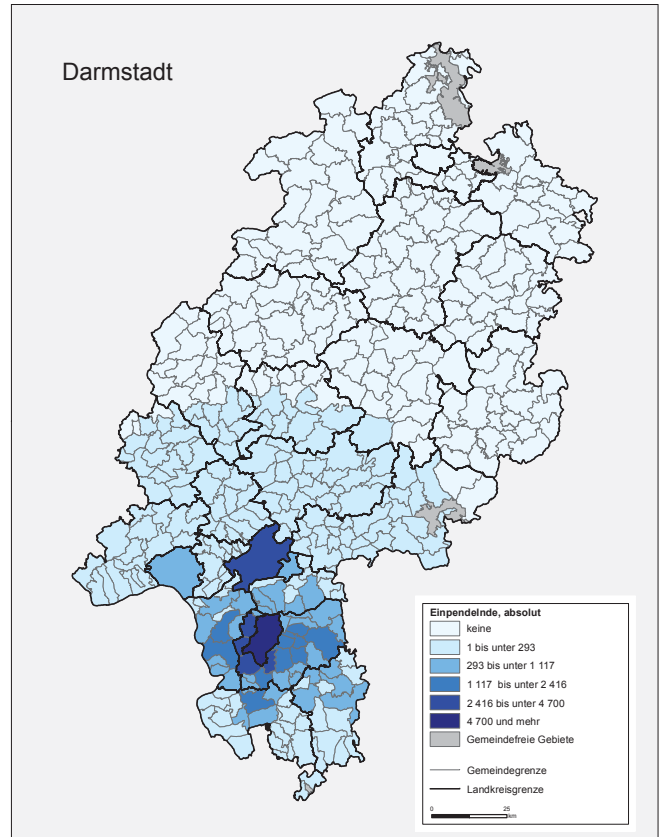 Darmstadt
Einpendelnde, absolut
keine
1 bis unter 293
293 bis unter 1 117
1 117 bis unter 2 416
2 416 bis unter 4 700
4 700 und mehr
Gemeindefreie Gebiete
Gemeindegrenze
Landkreisgrenze
0 25
km